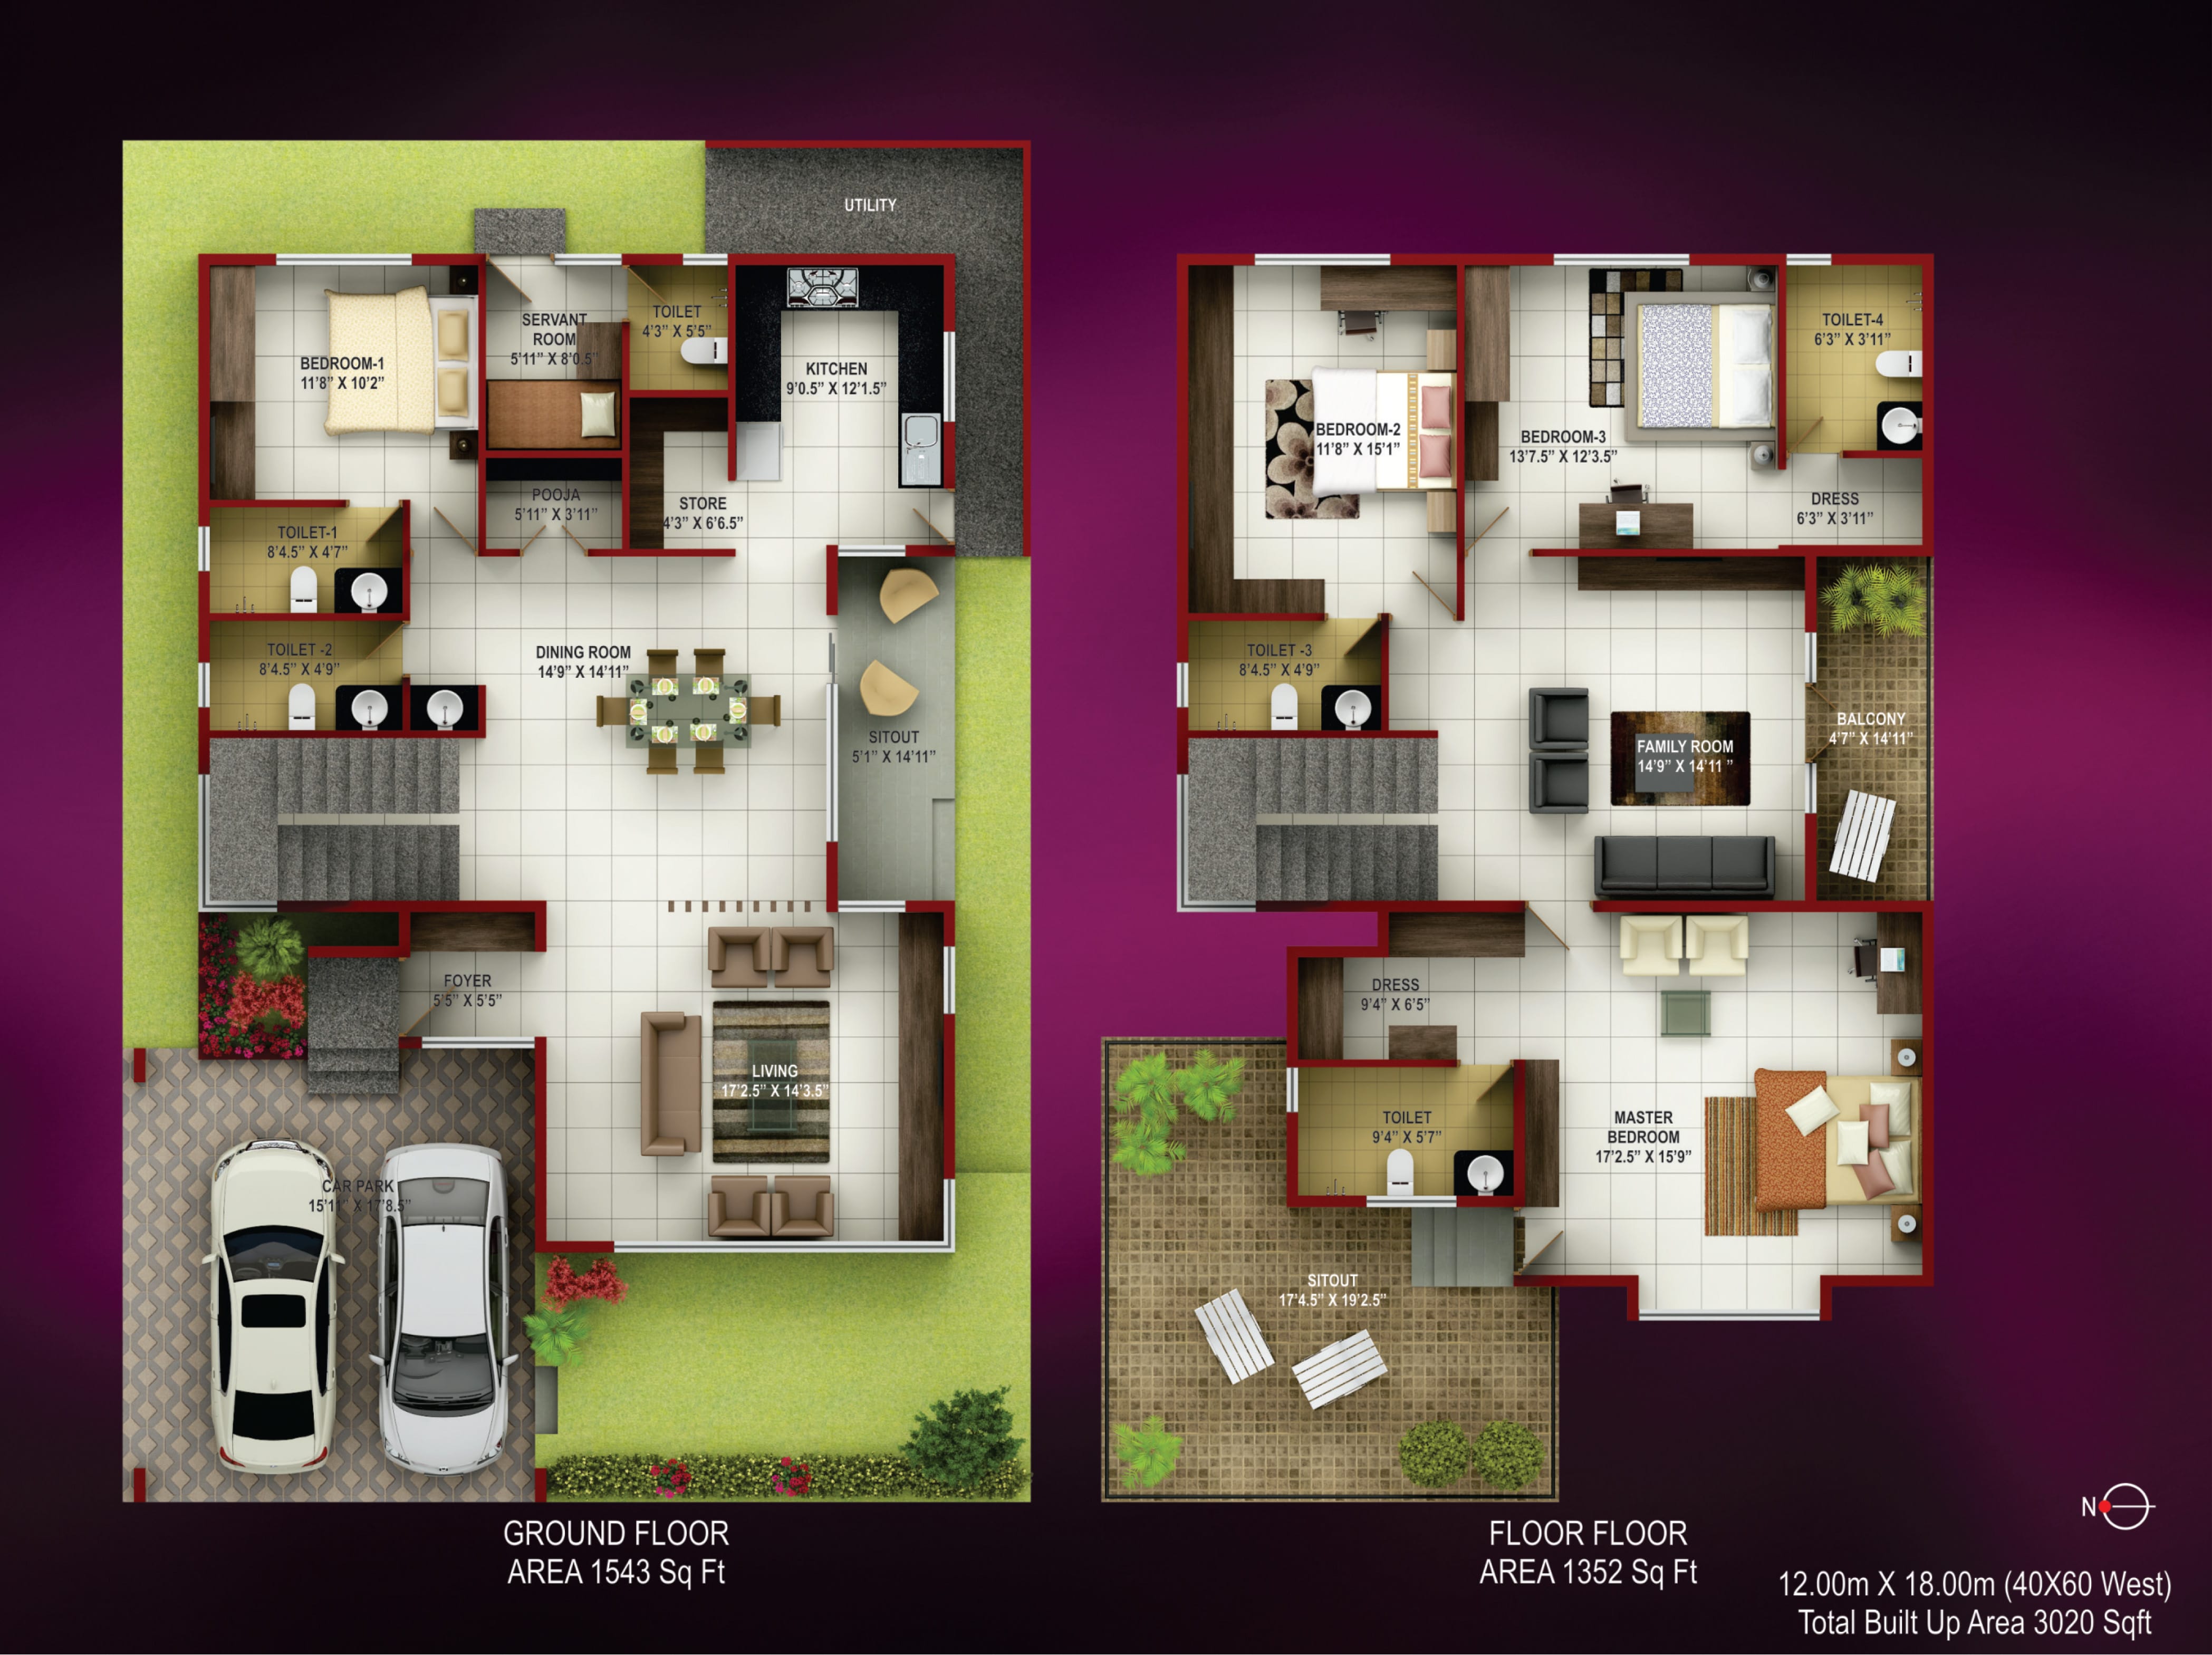 UTILITY
BEDROOM-1
11'8" X 10'2"
SERVANT
ROOM
5'11" X 8'0.5"
TOILET
4'3" X 5'5"
KITCHEN
9'0.5" X 12'1.5"
POOJA
5'11" X 3'11"
STORE
4'3" X 6'6.5"
TOILET-1
8'4.5" X 4'7"
TOILET -2
8'4.5" X 4'9"
DINING ROOM
14'9" X 14'11"
SITOUT
5'1" X 14'11"
FOYER
5'5" X 5'5"
LIVING
17'2.5" X 14'3.5"
CAR PARK
15'11" X 17'8.5"
GROUND FLOOR
AREA 1543 Sq Ft
BEDROOM-2
11'8" X 15'1"
BEDROOM-3
13'7.5" X 12'3.5"
TOILET-4
6'3" X 3'11"
DRESS
6'3" X 3'11"
TOILET -3
8'4.5" X 4'9"
FAMILY ROOM
14'9" X 14'11 "
BALCONY
4'7" X 14'11"
DRESS
9'4" X 6'5"
TOILET
9'4" X 5'7"
MASTER
BEDROOM
17'2.5" X 15'9"
SITOUT
17'4.5" X 19'2.5"
FLOOR FLOOR
AREA 1352 Sq Ft
N
12.00m X 18.00m (40X60 West)
Total Built Up Area 3020 Sqft